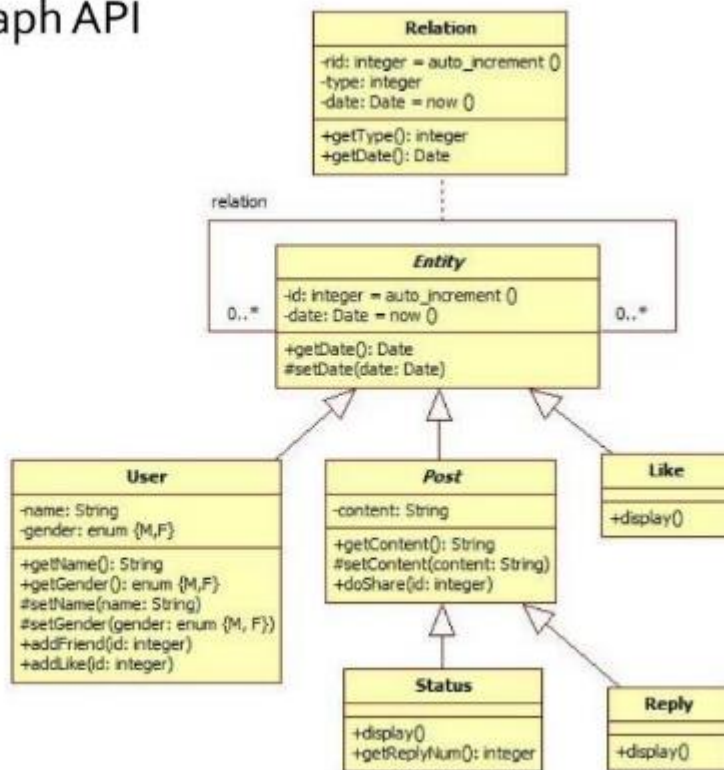 aph API
Relation
-rid: integer = auto_increment ()
-type: integer
-date: Date = now ()
+getType(): integer
+getDate(): Date
relation
Entity
-id: integer = auto_increment ()
-date: Date = now ()
0..*
0..*
+getDate(): Date
#setDate(date: Date)
User
-name: String
-gender: enum {M,F}
+getName(): String
+getGender(): enum {M,F}
#setName(name: String)
#setGender(gender: enum {M, F})
+addFriend(id: integer)
+addLike(id: integer)
Post
-content: String
+getContent(): String
#setContent(content: String)
+doShare(id: integer)
Like
+display()
Status
+display()
+getReplyNum(): integer
Reply
+display()